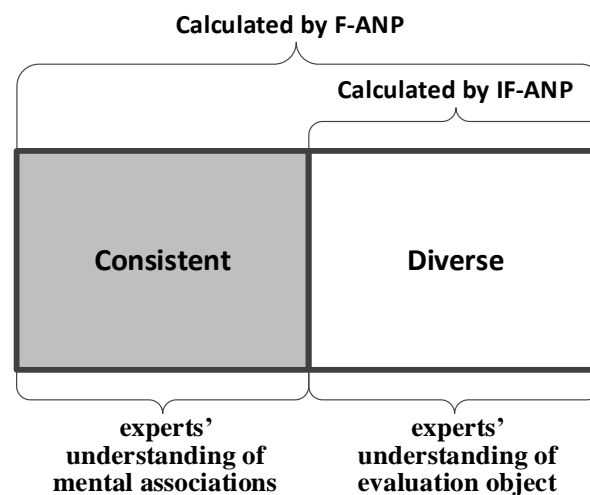 Calculated by F-ANP
Calculated by IF-ANP
Consistent
Diverse
experts’
understanding of
mental associations
experts’
understanding of
evaluation object